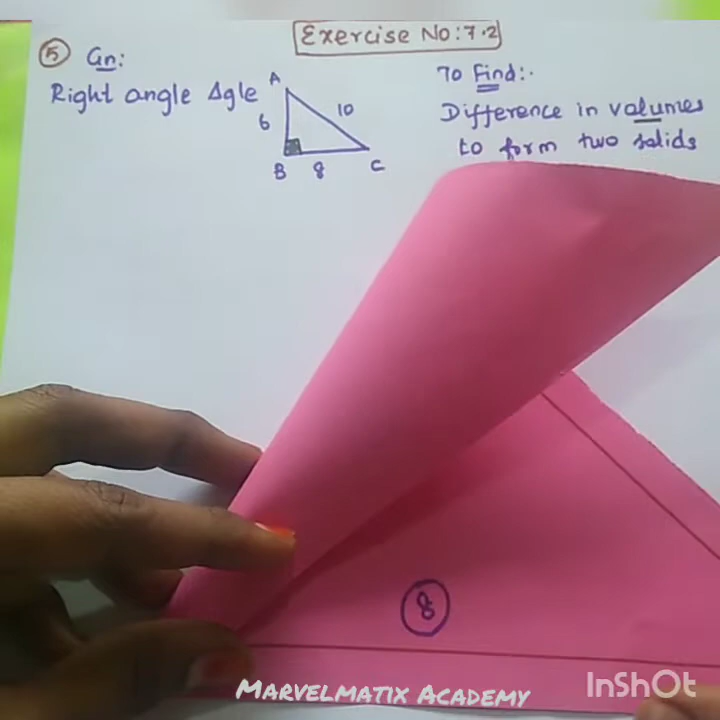 Exercise No: 7.2
5 Gn:
Right angle Δgle
A
6
10
B
8
C
To Find:-
Difference in valumes
to form two solids
8
MARVELMATIX ACADEMY
InShOt